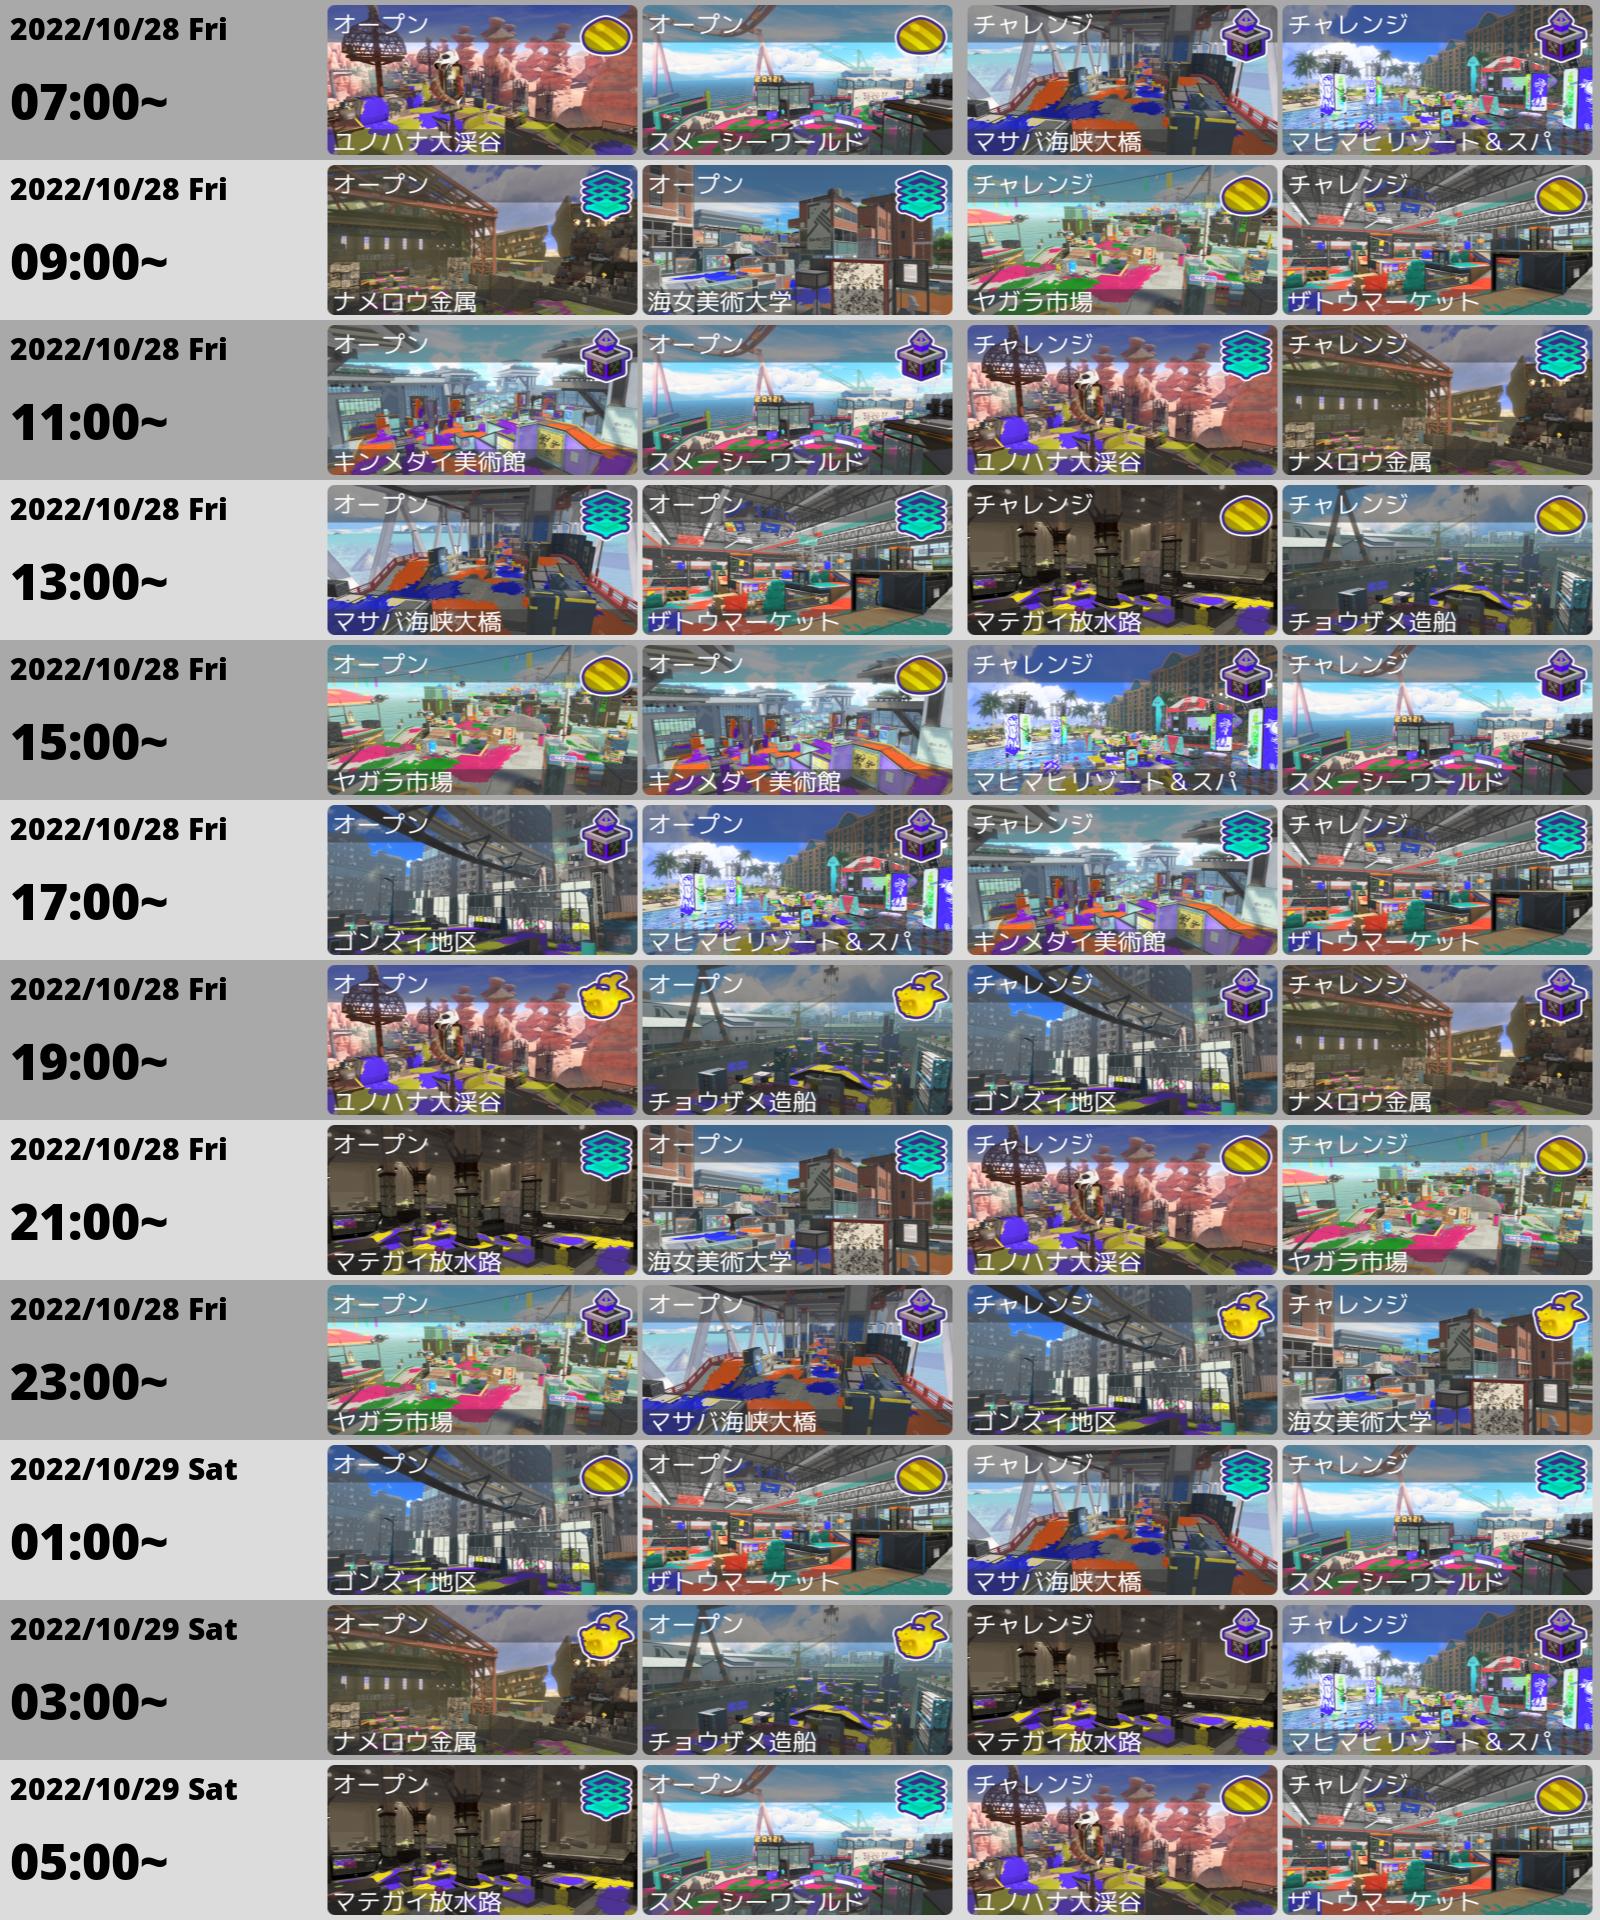 2022/10/28 Fri
07:00~
オープン
オープン
チャレンジ
チャレンジ
ユノハナ大渓谷
スメーシーワールド
マサバ海峡大橋
マヒマヒリゾート＆スパ
2022/10/28 Fri
09:00~
オープン
オープン
チャレンジ
チャレンジ
ナメロウ金属
海女美術大学
ヤガラ市場
ザトウマーケット
2022/10/28 Fri
11:00~
オープン
オープン
チャレンジ
チャレンジ
キンメダイ美術館
スメーシーワールド
ユノハナ大渓谷
ナメロウ金属
2022/10/28 Fri
13:00~
オープン
オープン
チャレンジ
チャレンジ
マサバ海峡大橋
ザトウマーケット
マテガイ放水路
チョウザメ造船
2022/10/28 Fri
15:00~
オープン
オープン
チャレンジ
チャレンジ
ヤガラ市場
キンメダイ美術館
マヒマヒリゾート＆スパ
スメーシーワールド
2022/10/28 Fri
17:00~
オープン
オープン
チャレンジ
チャレンジ
ゴンズイ地区
マヒマヒリゾート＆スパ
キンメダイ美術館
ザトウマーケット
2022/10/28 Fri
19:00~
オープン
オープン
チャレンジ
チャレンジ
ユノハナ大渓谷
チョウザメ造船
ゴンズイ地区
ナメロウ金属
2022/10/28 Fri
21:00~
オープン
オープン
チャレンジ
チャレンジ
マテガイ放水路
海女美術大学
ユノハナ大渓谷
ヤガラ市場
2022/10/28 Fri
23:00~
オープン
オープン
チャレンジ
チャレンジ
ヤガラ市場
マサバ海峡大橋
ゴンズイ地区
海女美術大学
2022/10/29 Sat
01:00~
オープン
オープン
チャレンジ
チャレンジ
ゴンズイ地区
ザトウマーケット
マサバ海峡大橋
スメーシーワールド
2022/10/29 Sat
03:00~
オープン
オープン
チャレンジ
チャレンジ
ナメロウ金属
チョウザメ造船
マテガイ放水路
マヒマヒリゾート＆スパ
2022/10/29 Sat
05:00~
オープン
オープン
チャレンジ
チャレンジ
マテガイ放水路
スメーシーワールド
ユノハナ大渓谷
ザトウマーケット